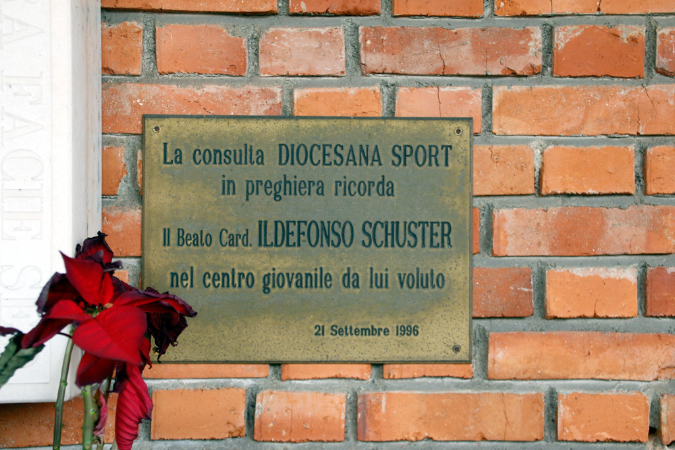 La consulta DIOCESANA SPORT
in preghiera ricorda
Il Beato Card. ILDEFONSO SCHUSTER
nel centro giovanile da lui voluto
21 Settembre 1996
A FACIE S